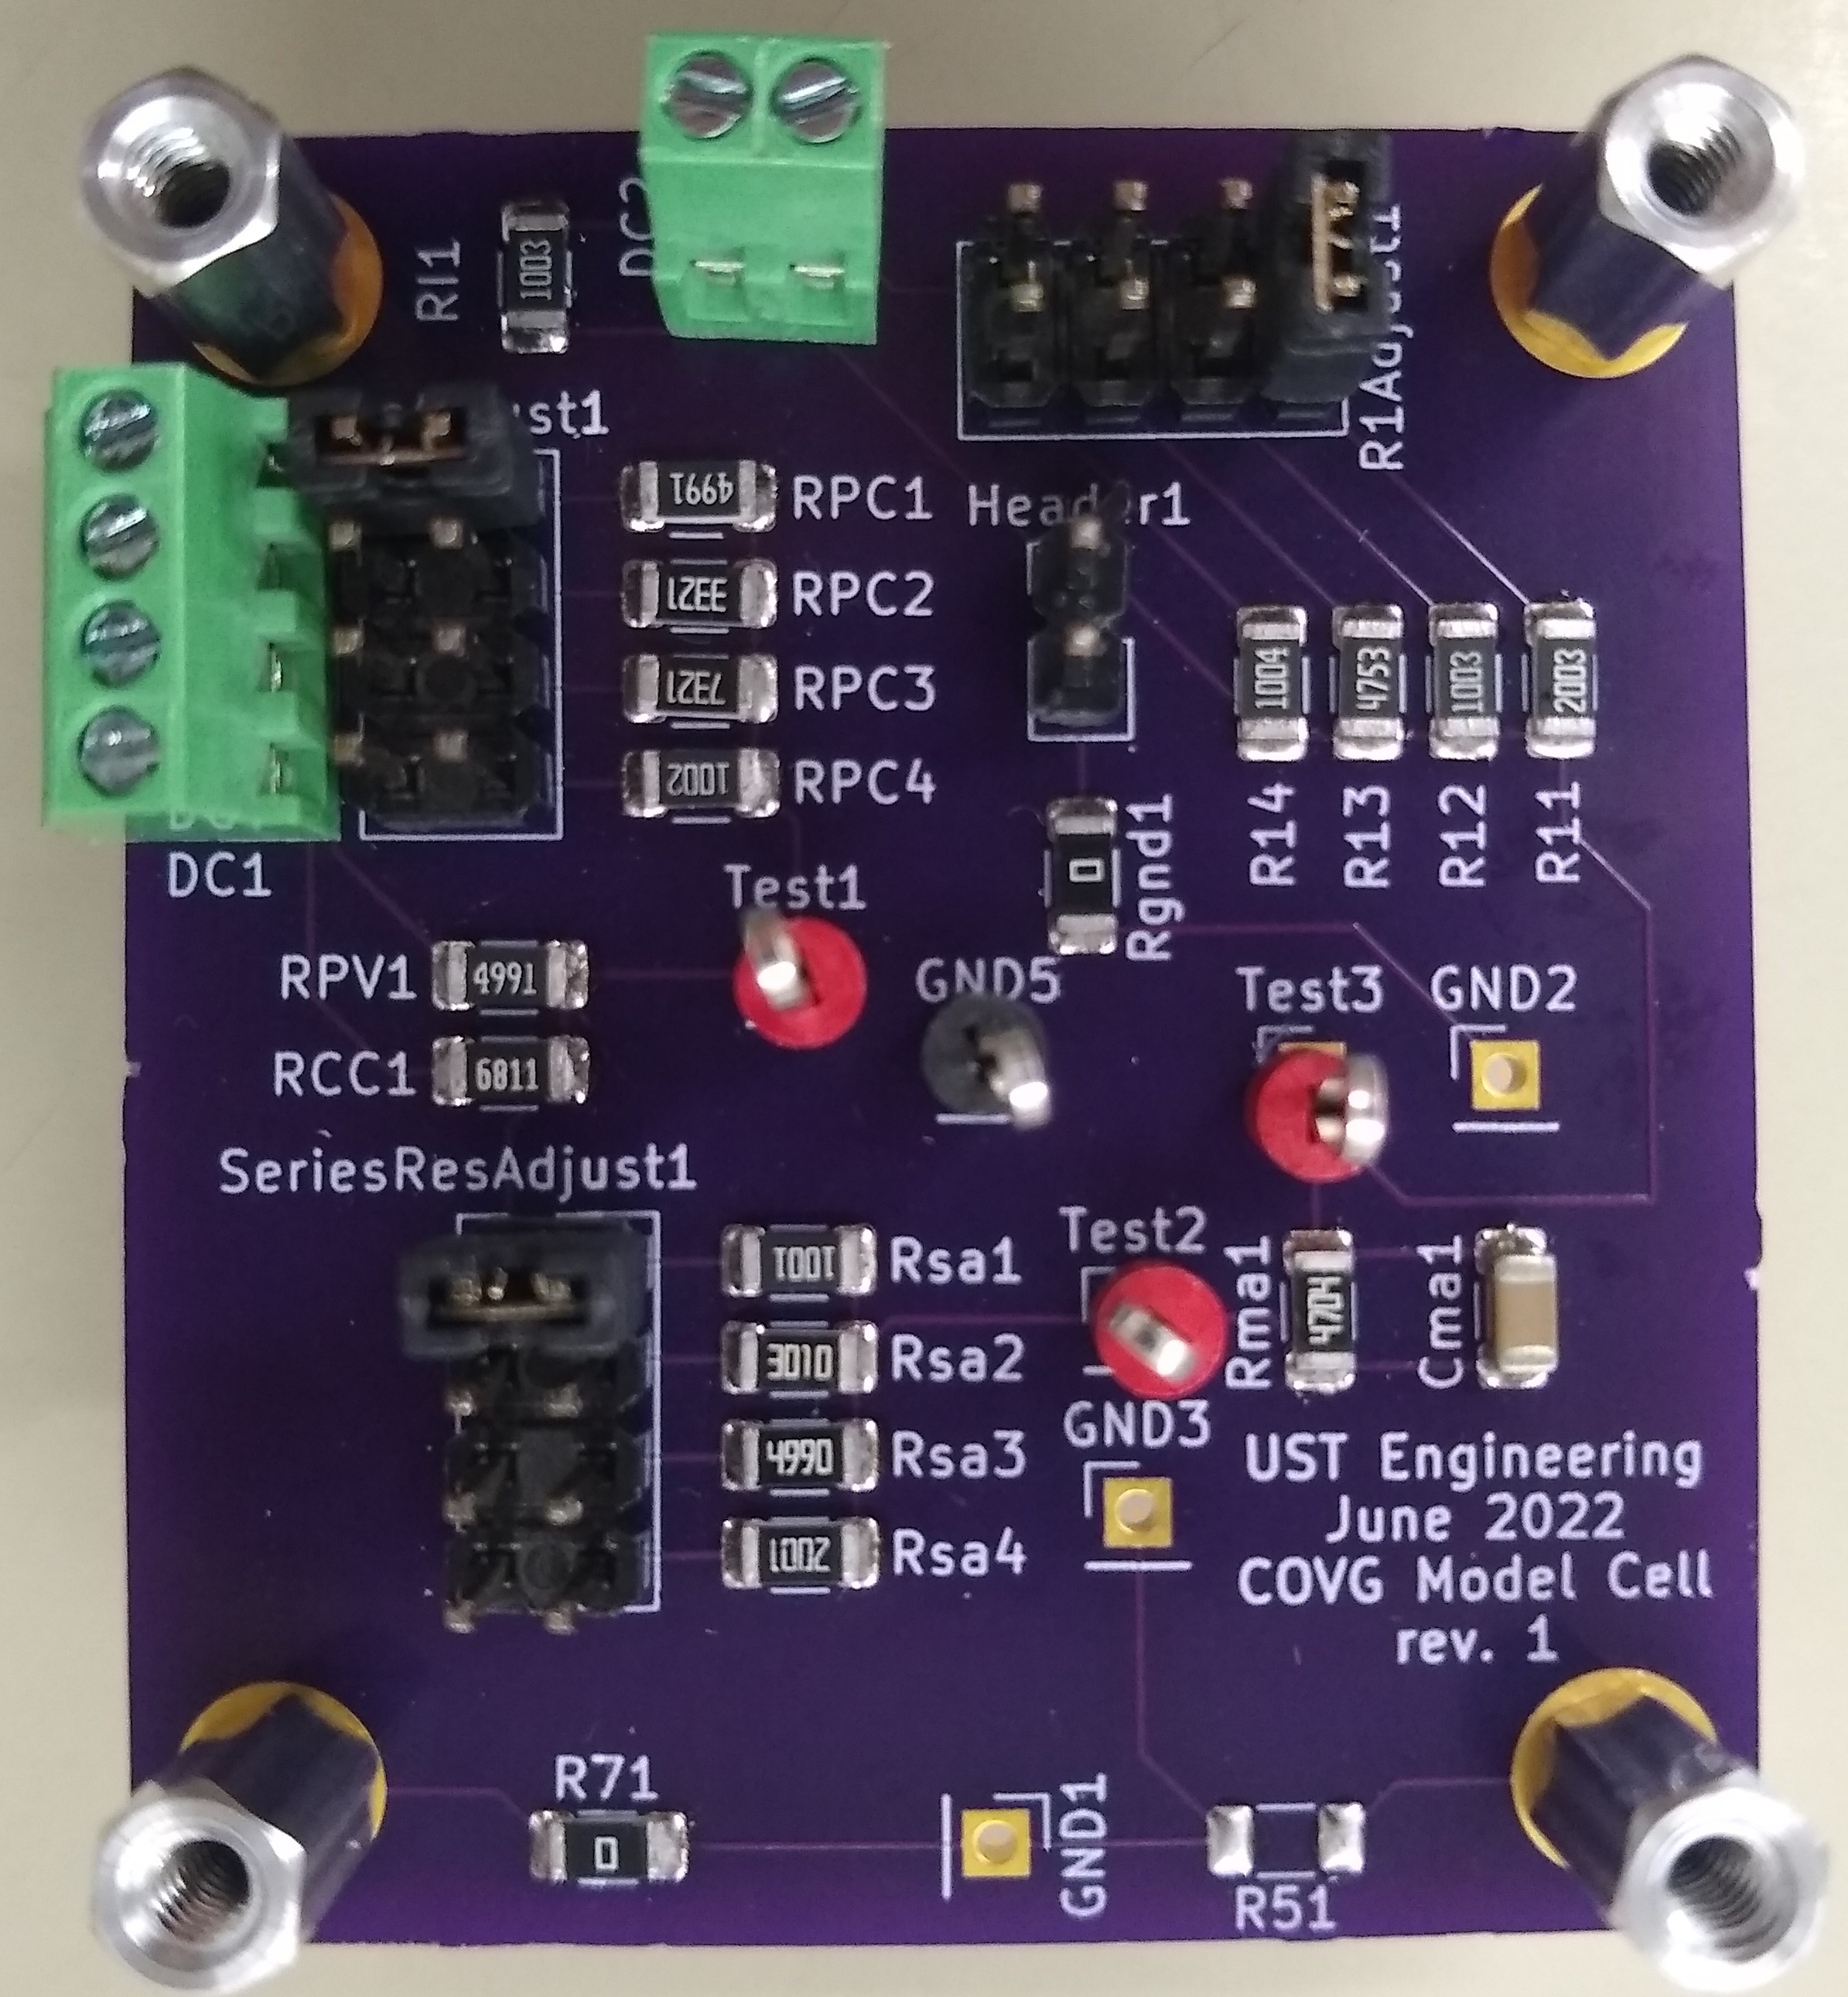 DC2
RI1
1003
R1Adjust1
ust1
4991
RPC1
Header1
3321
RPC2
7321
RPC3
1002
RPC4
1004
4753
1003
2003
R14
R13
R12
R11
DC1
Test1
0
Rgnd1
RPV1
4991
GND5
Test3
GND2
RCC1
6811
SeriesResAdjust1
1001
Rsa1
Test2
Rma1
4704
Cma1
3010
Rsa2
4990
Rsa3
GND3
1002
Rsa4
UST Engineering
June 2022
COVG Model Cell
rev. 1
R71
0
GND1
R51